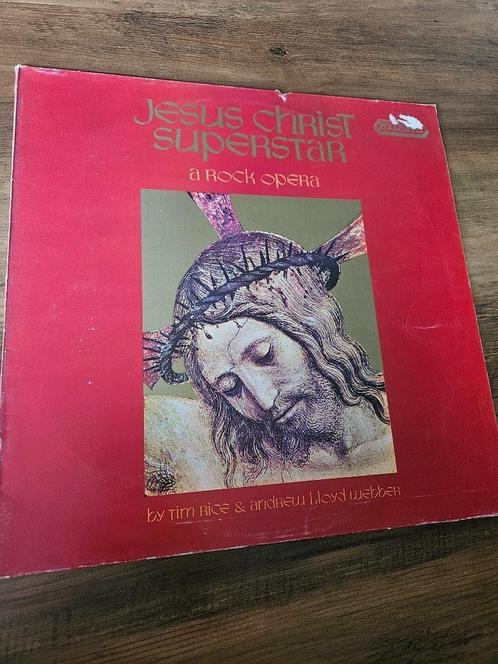 Jesus Christ
Superstar
a Rock opera
by Tim Rice & andrew Lloyd webber